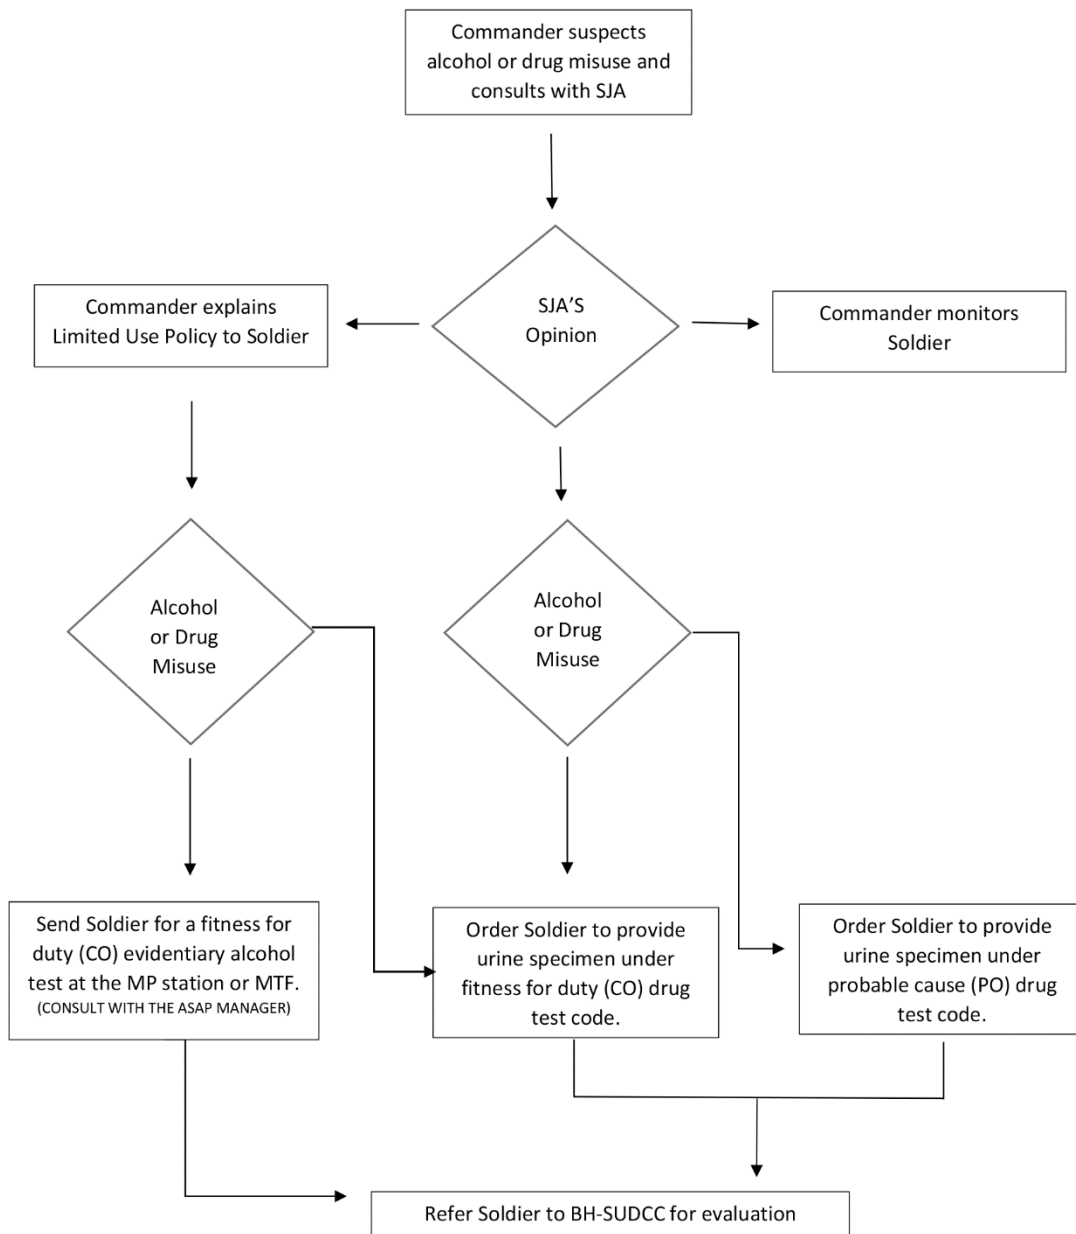 Commander suspects
alcohol or drug misuse and
consults with SJA
Commander explains
Limited Use Policy to Soldier
SJA'S
Opinion
Commander monitors
Soldier
Alcohol
or Drug
Misuse
Alcohol
or Drug
Misuse
Send Soldier for a fitness for
duty (CO) evidentiary alcohol
test at the MP station or MTF.
(CONSULT WITH THE ASAP MANAGER)
Order Soldier to provide
urine specimen under
fitness for duty (CO) drug
test code.
Order Soldier to provide
urine specimen under
probable cause (PO) drug
test code.
Refer Soldier to BH-SUDCC for evaluation